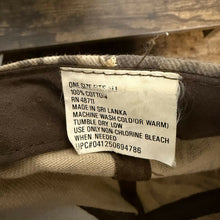 ONE SIZE FITS ALL
100% COTTON
RN 48711
MADE IN SRI LANKA
MACHINE WASH COLD (OR WARM)
TUMBLE DRY LOW
USE ONLY NON-CHLORINE BLEACH
WHEN NEEDED
UPC#041250694786